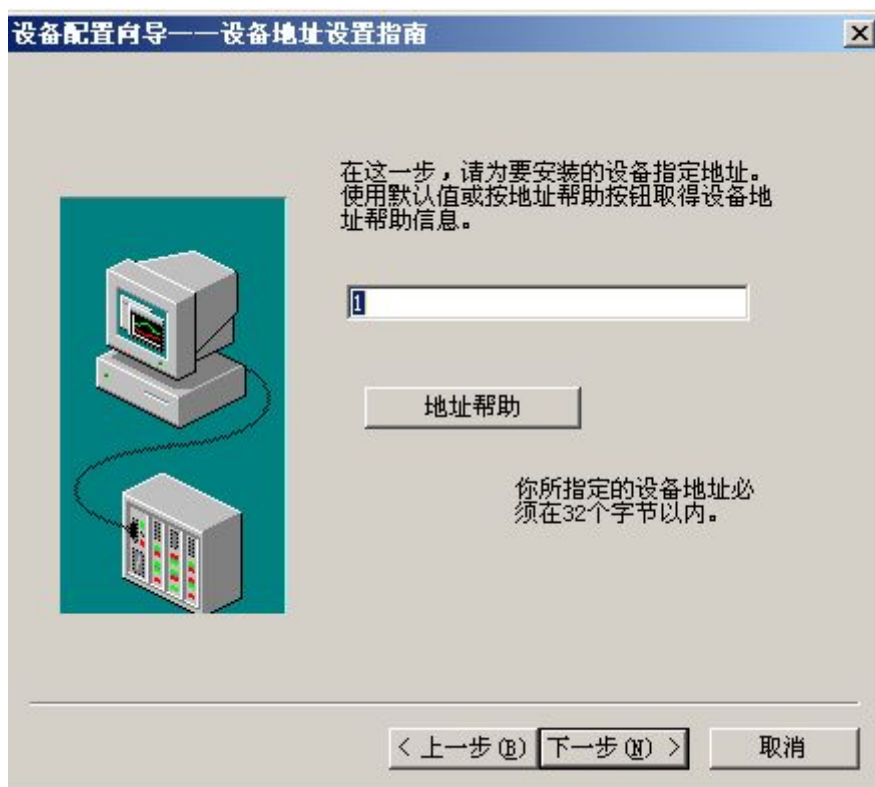 设备配置向导——设备地址设置指南
在这一步，请为要安装的设备指定地址。
使用默认值或按地址帮助按钮取得设备地
址帮助信息。
1
地址帮助
你所指定的设备地址必
须在32个字节以内。
< 上一步(B) 下一步(N) > 取消